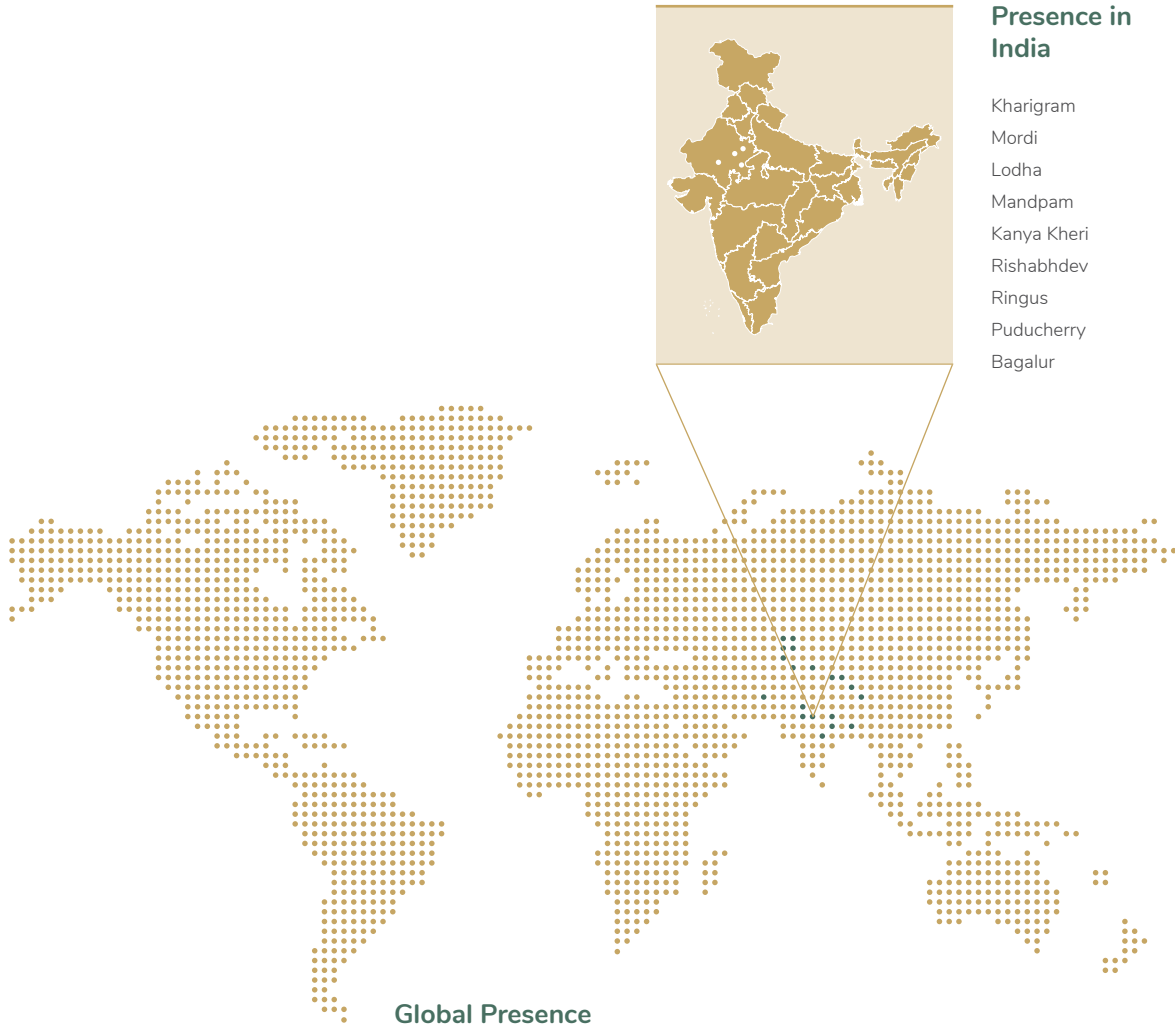 Presence in
India
Kharigram
Mordi
Lodha
Mandpam
Kanya Kheri
Rishabhdev
Ringus
Puducherry
Bagalur
Global Presence